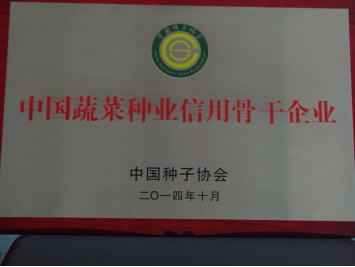 中国蔬菜种业信用骨干企业
中国种子协会
二〇一四年十月